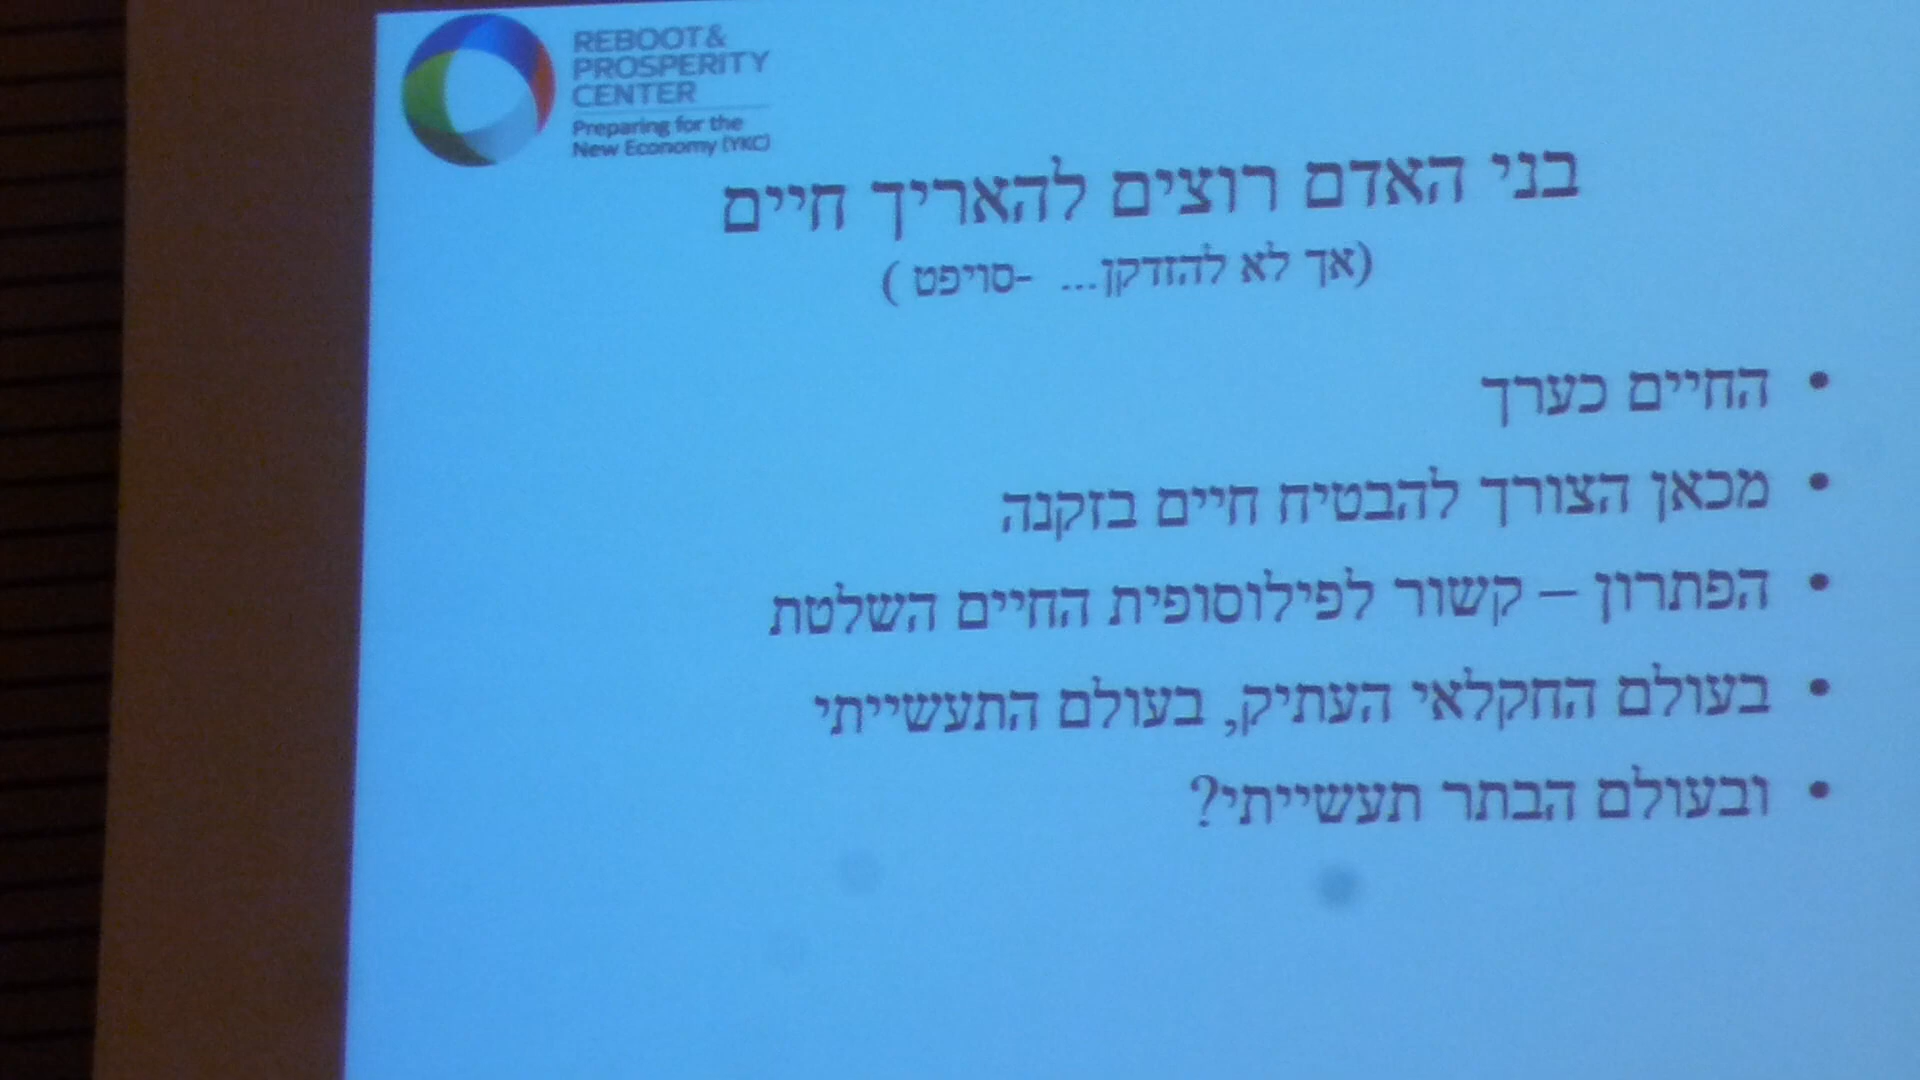 REBOOT &
PROSPERITY
CENTER
Preparing for the
New Economy (YKC)
בני האדם רוצים להאריך חיים
(אך לא להזדקן... -סויפט )
• החיים כערך
• מכאן הצורך להבטיח חיים בזקנה
• הפתרון – קשור לפילוסופית החיים השלטת
• בעולם החקלאי העתיק, בעולם התעשייתי
• ובעולם הבתר תעשייתי?